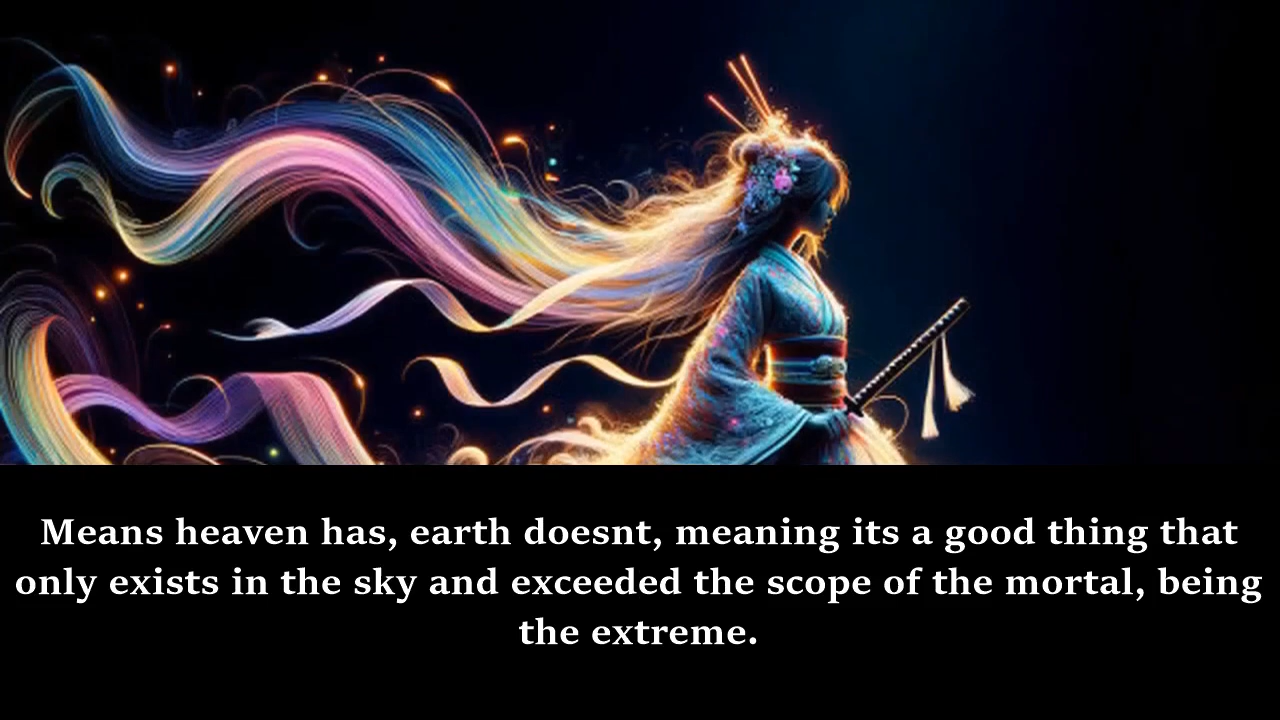 Means heaven has, earth doesnt, meaning its a good thing that
only exists in the sky and exceeded the scope of the mortal, being
the extreme.